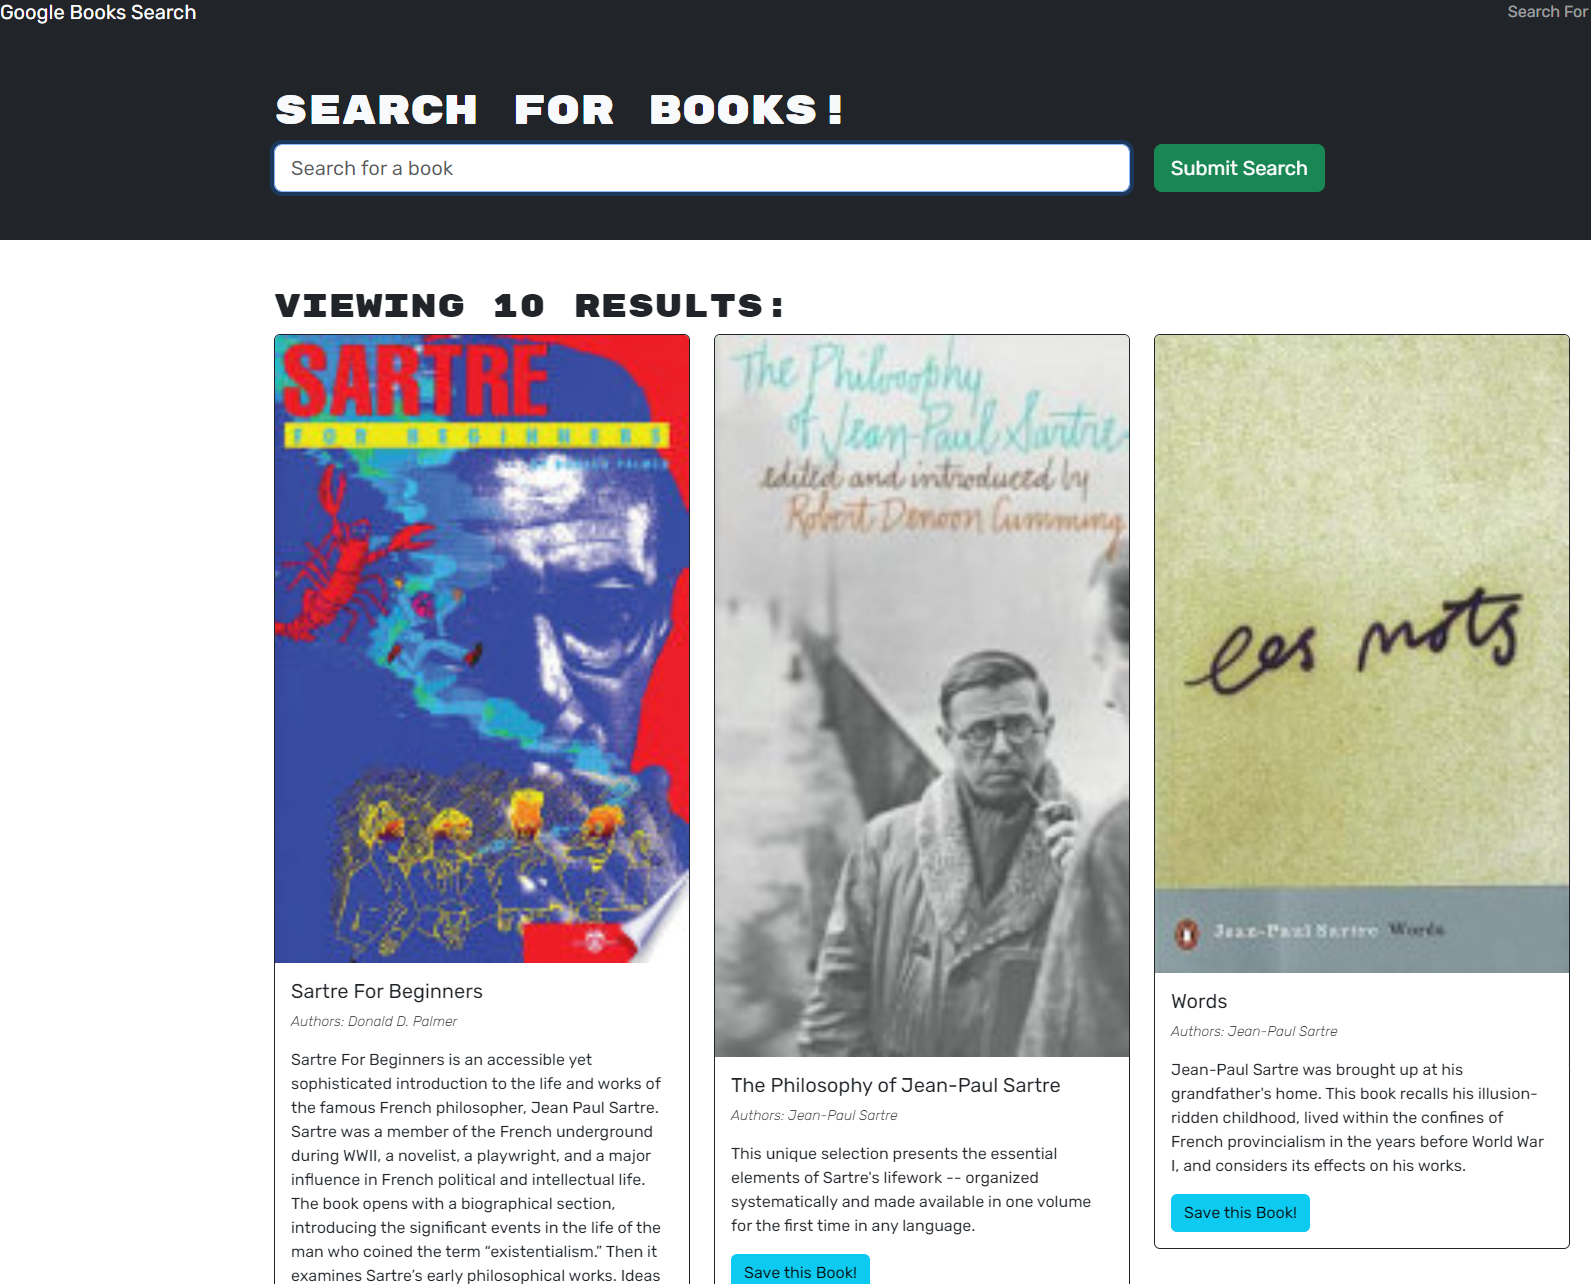 Google Books Search
Search For
SEARCH FOR BOOKS!
Search for a book
Submit Search
VIEWING 10 RESULTS:
SARTRE
FOR BEGINNERS
Sartre For Beginners
Authors: Donald D. Palmer
Sartre For Beginners is an accessible yet
sophisticated introduction to the life and works of
the famous French philosopher, Jean Paul Sartre.
Sartre was a member of the French underground
during WWII, a novelist, a playwright, and a major
influence in French political and intellectual life.
The book opens with a biographical section,
introducing the significant events in the life of the
man who coined the term “existentialism.” Then it
examines Sartre’s early philosophical works. Ideas
The Philosophy
of Jean-Paul Sartre
edited and introduced by
Robert Denoon Cumming
The Philosophy of Jean-Paul Sartre
Authors: Jean-Paul Sartre
This unique selection presents the essential
elements of Sartre's lifework -- organized
systematically and made available in one volume
for the first time in any language.
Save this Book!
les mots
Jean-Paul Sartre Words
Words
Authors: Jean-Paul Sartre
Jean-Paul Sartre was brought up at his
grandfather's home. This book recalls his illusion-
ridden childhood, lived within the confines of
French provincialism in the years before World War
I, and considers its effects on his works.
Save this Book!